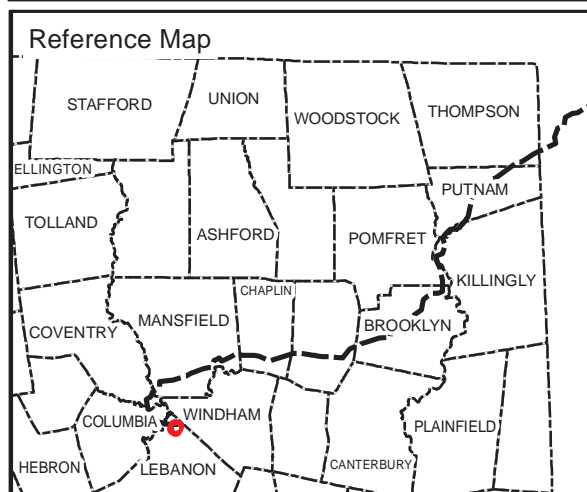 Reference Map
STAFFORD
UNION
WOODSTOCK
THOMPSON
ELLINGTON
PUTNAM
TOLLAND
ASHFORD
POMFRET
KILLINGLY
CHAPLIN
COVENTRY
MANSFIELD
BROOKLYN
COLUMBIA
WINDHAM
PLAINFIELD
HEBRON
LEBANON
CANTERBURY